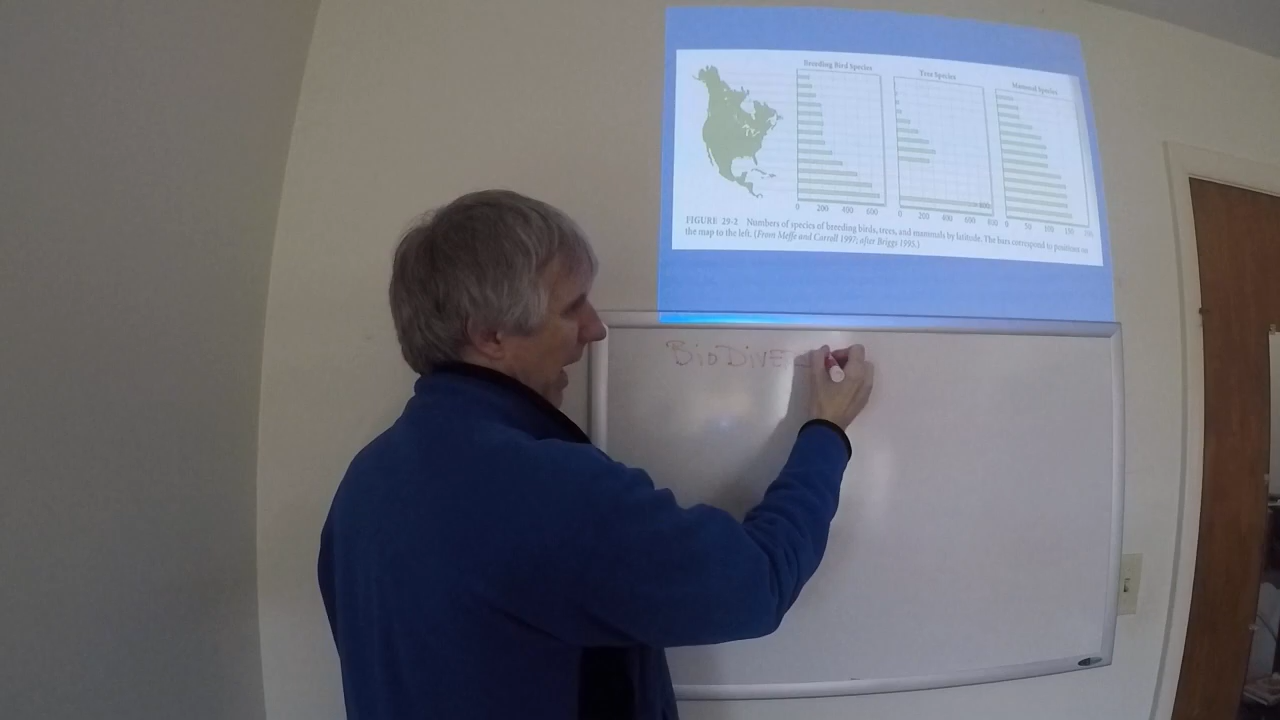 Breeding Bird Species
Tree Species
Mammal Species
0 200 400 600
0 200 400 600 800
0 50 100 150
FIGURE 29-2 Numbers of species of breeding birds, trees, and mammals by latitude. The bars correspond to positions on
the map to the left. (From Meffe and Carroll 1997; after Briggs 1995.)
BioDiVE